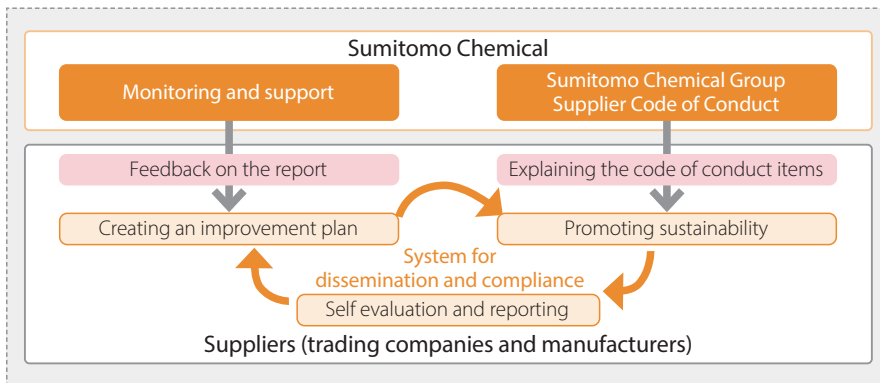 Sumitomo Chemical
Monitoring and support
Sumitomo Chemical Group
Supplier Code of Conduct
Feedback on the report
Explaining the code of conduct items
Creating an improvement plan
Promoting sustainability
System for
dissemination and compliance
Self evaluation and reporting
Suppliers (trading companies and manufacturers)